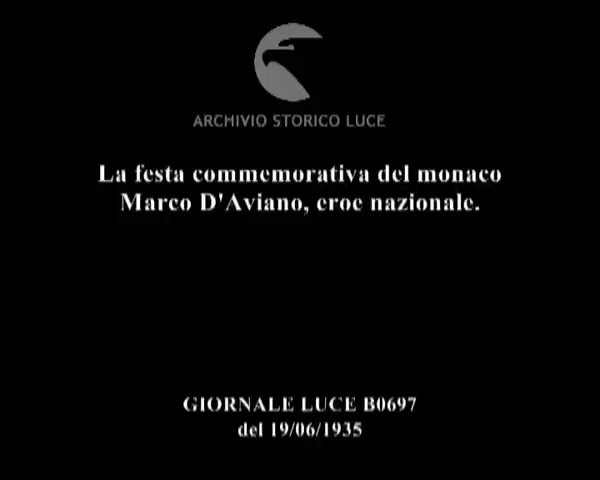 ARCHIVIO STORICO LUCE
La festa commemorativa del monaco
Marco D'Aviano, eroe nazionale.
GIORNALE LUCE B0697
del 19/06/1935